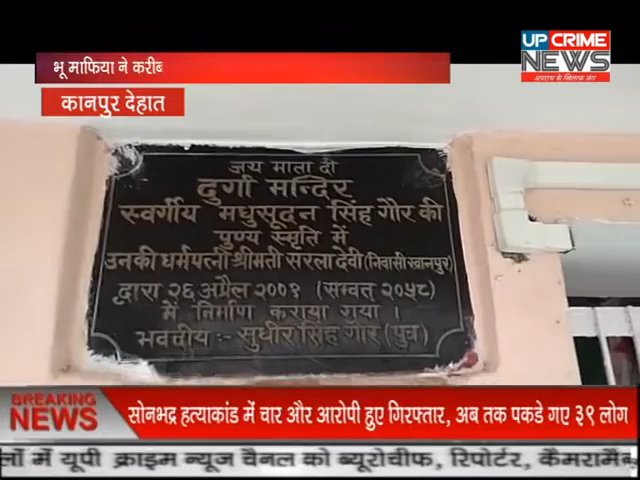 भू माफिया ने करीब
UP CRIME
NEWS
अपराध के खिलाफ जंग
कानपुर देहात
जय माता दी
दुर्गा मन्दिर
स्वर्गीय मधुसूदन सिंह गौर की
पुण्य स्मृति में
उनकी धर्मपत्नी श्रीमती सरला देवी (निवासी खानपुर)
द्वारा २६ अप्रैल २००१ (सम्वत् २०५८)
में निर्माण कराया गया।
भवदीय :- सुधीर सिंह गौर (पुत्र)
BREAKING
NEWS
सोनभद्र हत्याकांड में चार और आरोपी हुए गिरफ्तार, अब तक पकडे गए ३९ लोग
लों में यूपी क्राइम न्यूज चैनल को ब्यूरोचीफ, रिपोर्टर, कैमरामैन